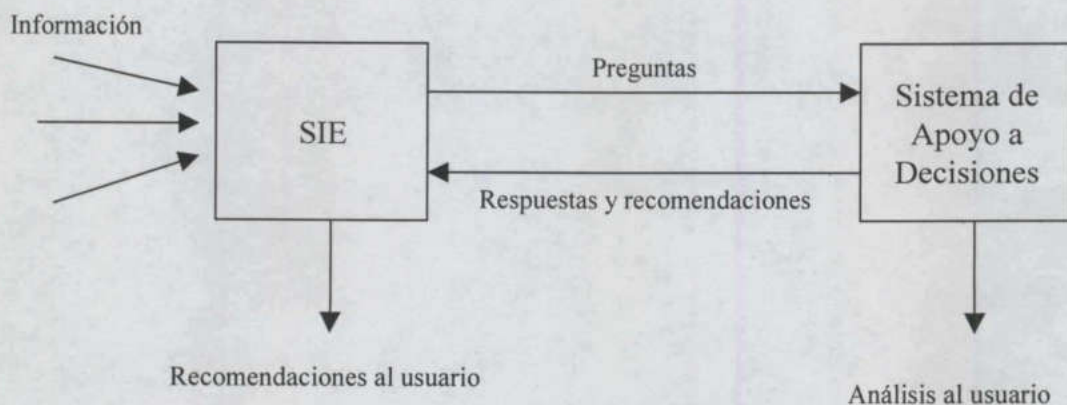 Información
Preguntas
SIE
Sistema de
Apoyo a
Decisiones
Respuestas y recomendaciones
Recomendaciones al usuario
Análisis al usuario